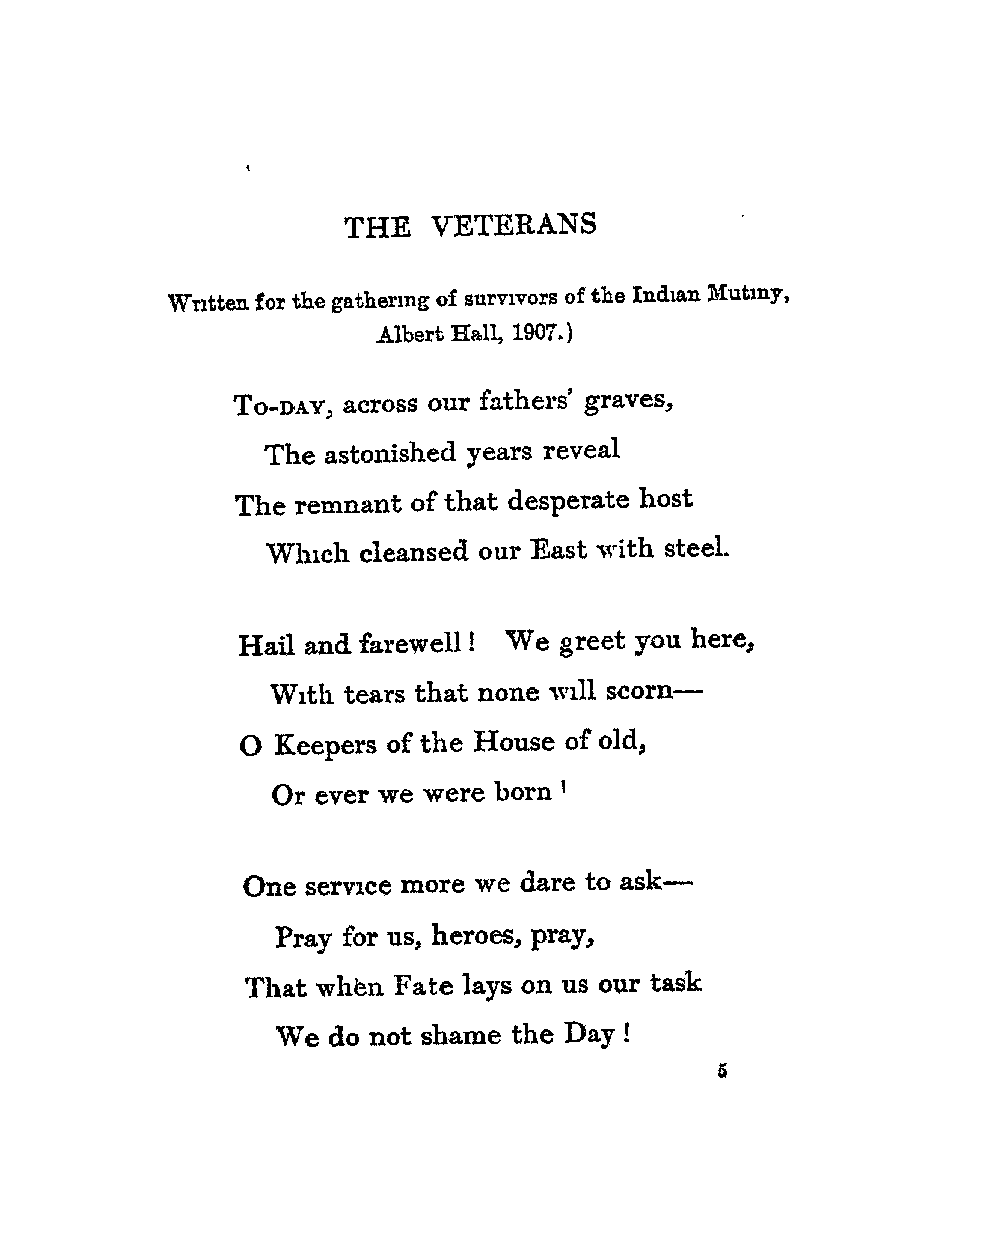 THE VETERANS
Written for the gathering of survivors of the Indian Mutiny,
Albert Hall, 1907.)
TO-DAY, across our fathers' graves,
The astonished years reveal
The remnant of that desperate host
Which cleansed our East with steel.
Hail and farewell! We greet you here,
With tears that none will scorn—
O Keepers of the House of old,
Or ever we were born!
One service more we dare to ask—
Pray for us, heroes, pray,
That when Fate lays on us our task
We do not shame the Day!
5